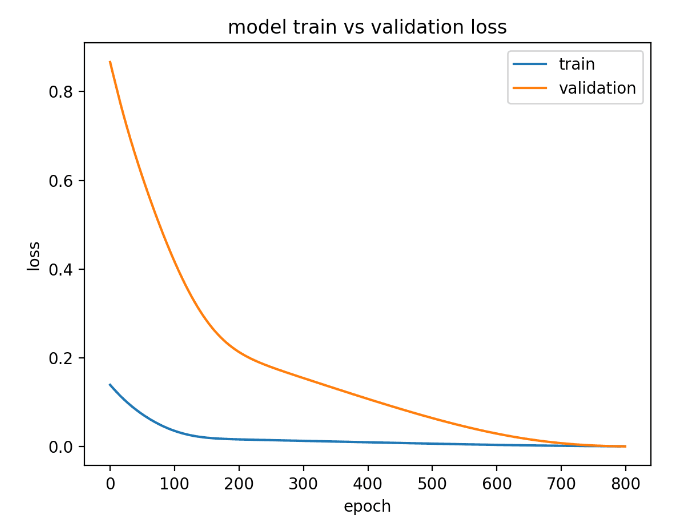 model train vs validation loss
train
validation
0.8
0.6
0.4
0.2
0.0
loss
0 100 200 300 400 500 600 700 800
epoch